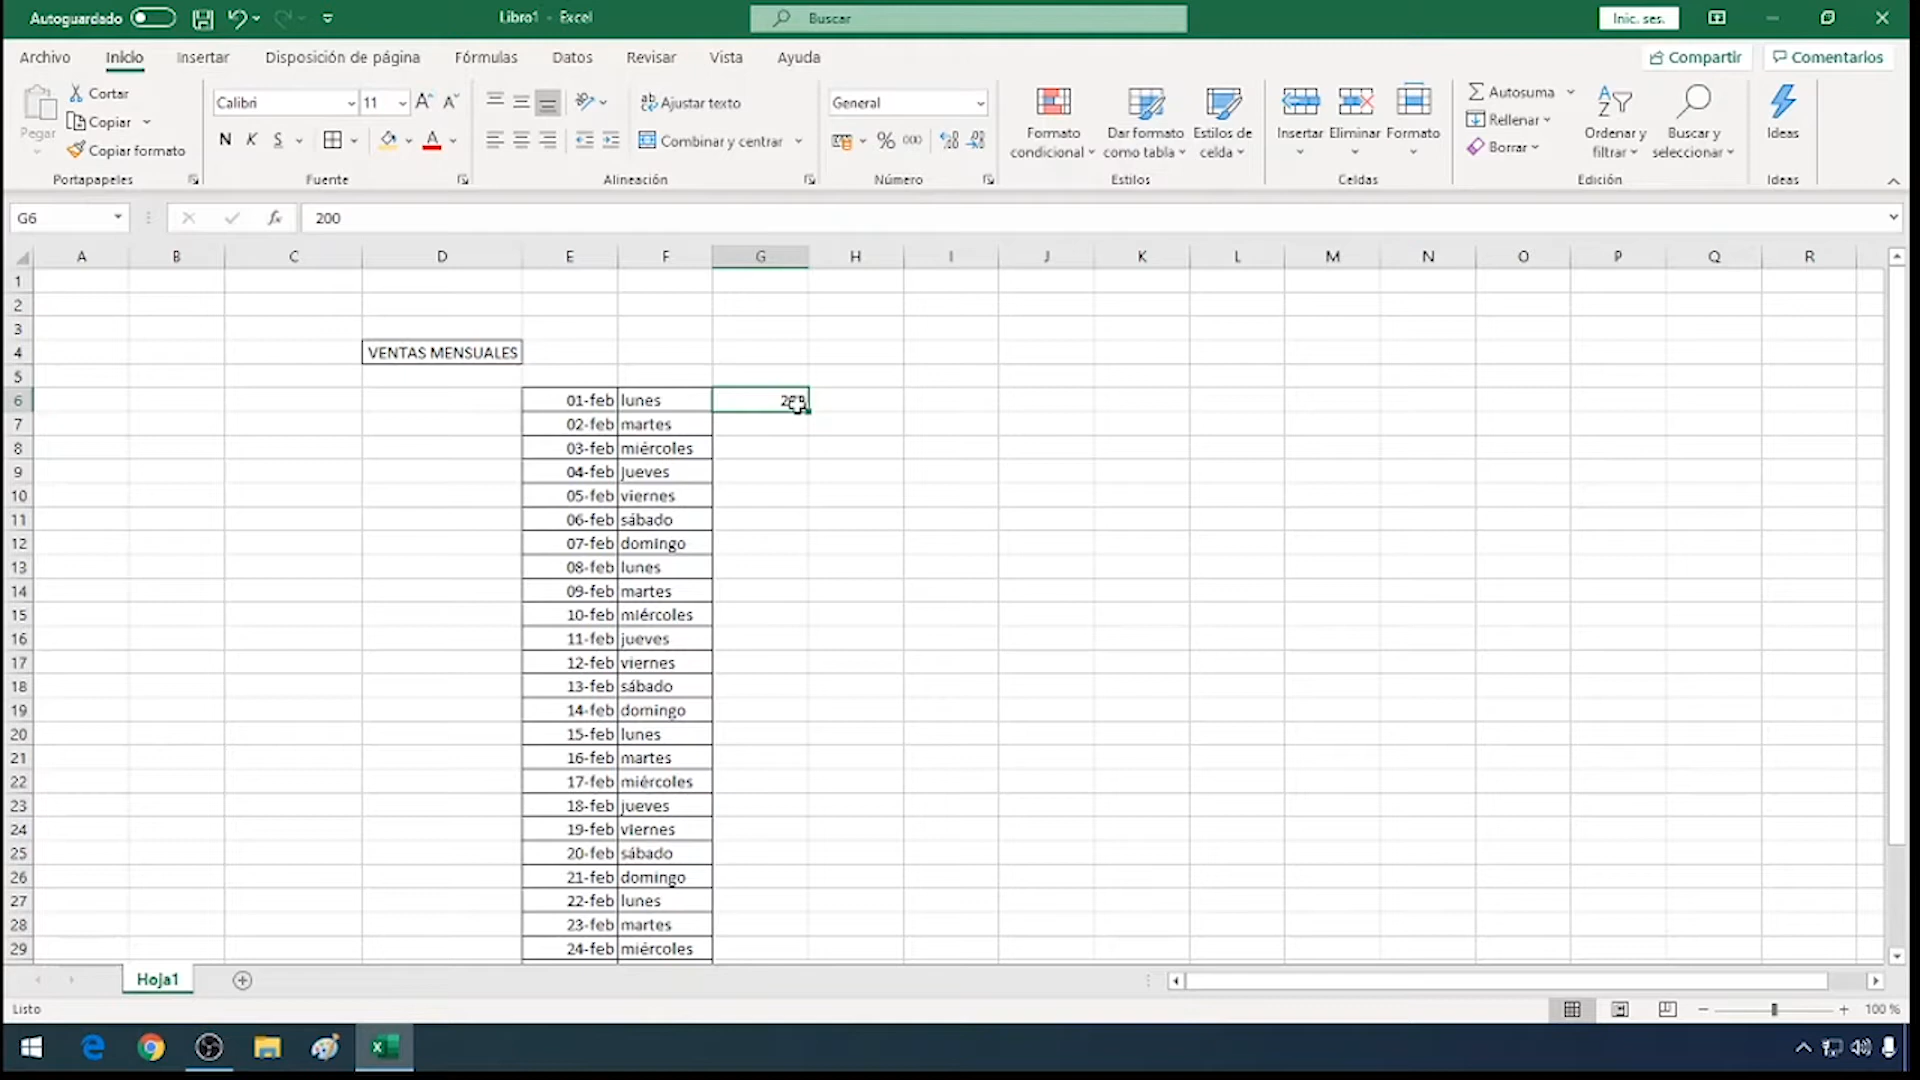 Autoguardado
Libro1 - Excel
Buscar
Inic. ses.
Archivo Inicio Insertar Disposición de página Fórmulas Datos Revisar Vista Ayuda
Compartir Comentarios
Pegar
Cortar
Copiar
Copiar formato
Portapapeles
Calibri 11
N K S
Fuente
Ajustar texto
Combinar y centrar
Alineación
General
% 000
Número
Formato condicional
Dar formato como tabla
Estilos de celda
Estilos
Insertar Eliminar Formato
Celdas
Autosuma
Rellenar
Borrar
Ordenar y filtrar
Buscar y seleccionar
Edición
Ideas
Ideas
G6 fx 200
A B C D E F G H I J K L M N O P Q R
1
2
3
4 VENTAS MENSUALES
5
6 01-feb lunes
7 02-feb martes
8 03-feb miércoles
9 04-feb jueves
10 05-feb viernes
11 06-feb sábado
12 07-feb domingo
13 08-feb lunes
14 09-feb martes
15 10-feb miércoles
16 11-feb jueves
17 12-feb viernes
18 13-feb sábado
19 14-feb domingo
20 15-feb lunes
21 16-feb martes
22 17-feb miércoles
23 18-feb jueves
24 19-feb viernes
25 20-feb sábado
26 21-feb domingo
27 22-feb lunes
28 23-feb martes
29 24-feb miércoles
Hoja1
Listo
100 %